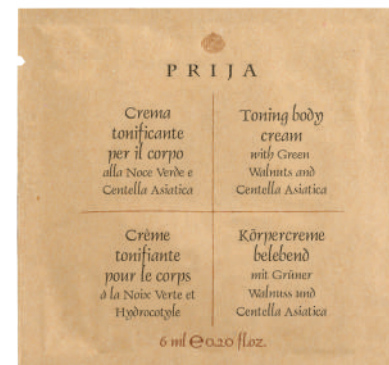 PRIJA
Crema
tonificante
per il corpo
alla Noce Verde e
Centella Asiatica
Toning body
cream
with Green
Walnuts and
Centella Asiatica
Crème
tonifiante
pour le corps
à la Noix Verte et
Hydrocotyle
Körpercreme
belebend
mit Grüner
Walnuss und
Centella Asiatica
6 ml ℮ 0.20 fl.oz.